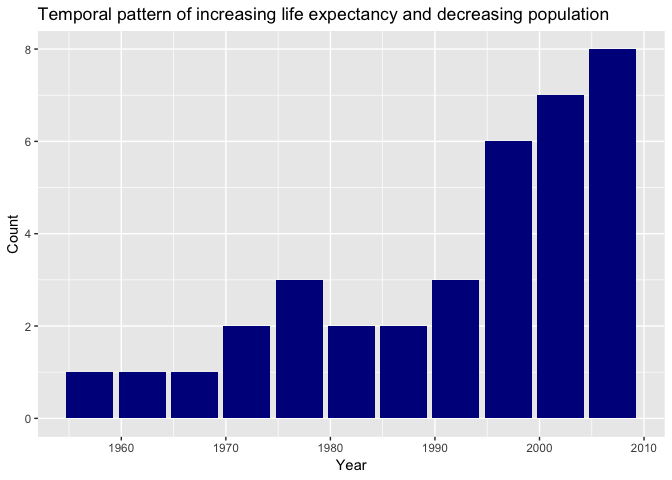 Temporal pattern of increasing life expectancy and decreasing population
8
6
4
2
0
Count
1960 1970 1980 1990 2000 2010
Year